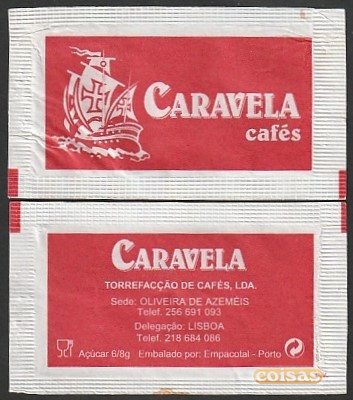 CARAVELA
cafés
CARAVELA
TORREFACÇÃO DE CAFÉS, LDA.
Sede: OLIVEIRA DE AZEMÉIS
Telef. 256 691 093
Delegação: LISBOA
Telef. 218 684 086
Açúcar 6/8g Embalado por: Empacotal - Porto
coisas